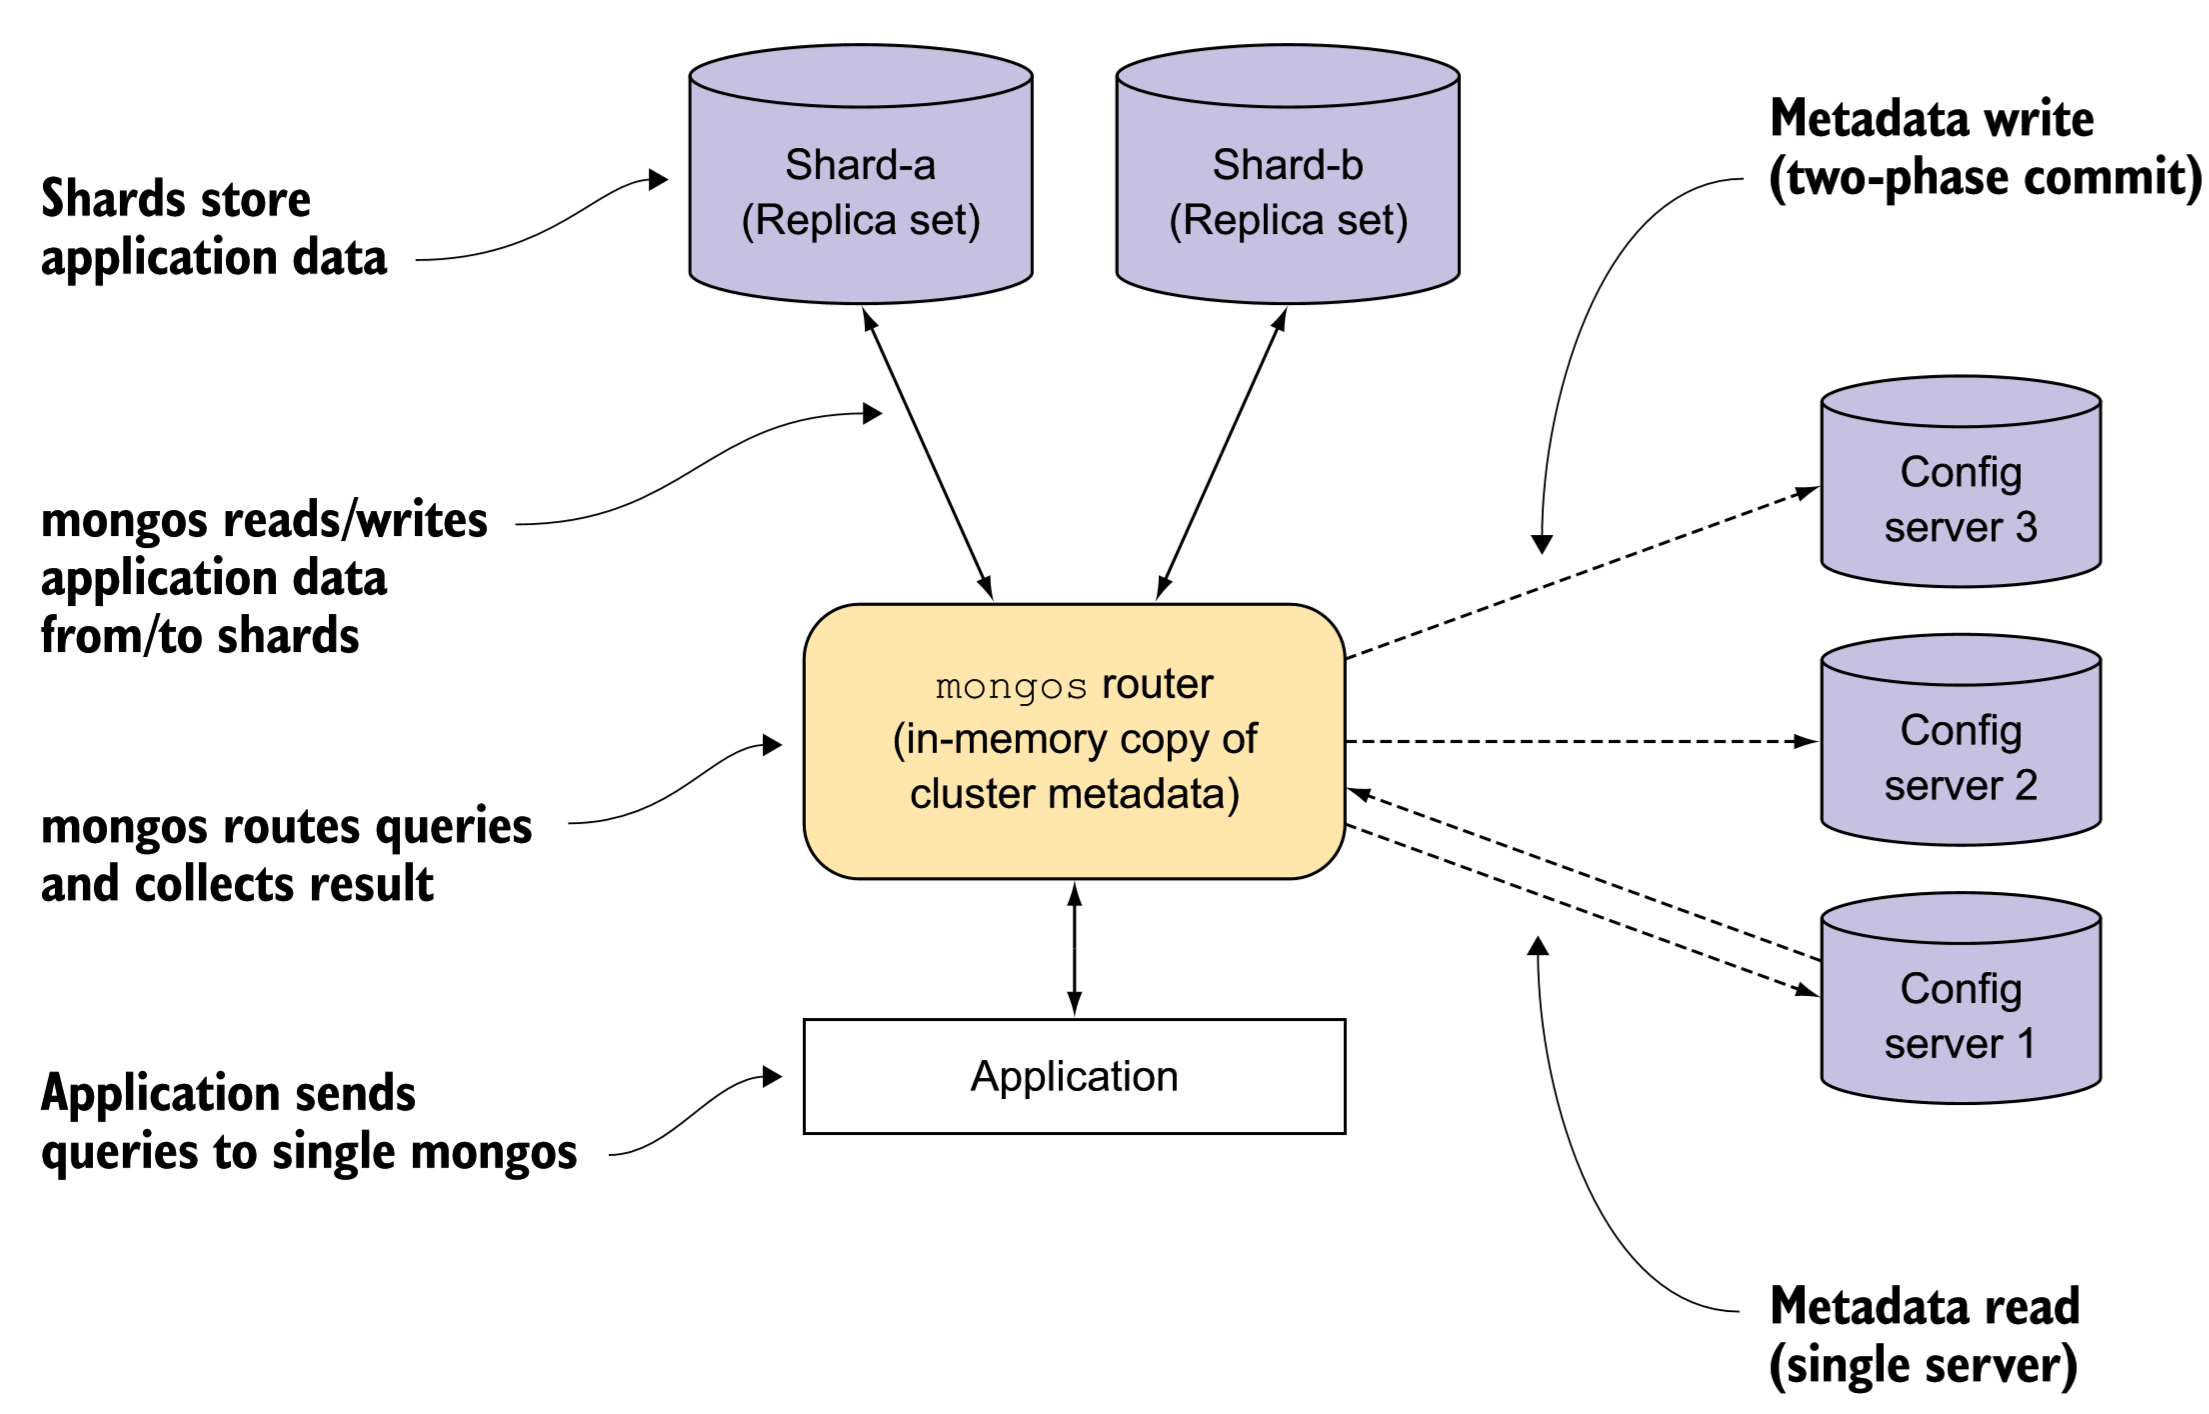 Shard-a
(Replica set)
Shard-b
(Replica set)
Metadata write
(two-phase commit)
Shards store
application data
Config
server 3
mongos reads/writes
application data
from/to shards
mongos router
(in-memory copy of
cluster metadata)
Config
server 2
mongos routes queries
and collects result
Config
server 1
Application sends
queries to single mongos
Application
Metadata read
(single server)